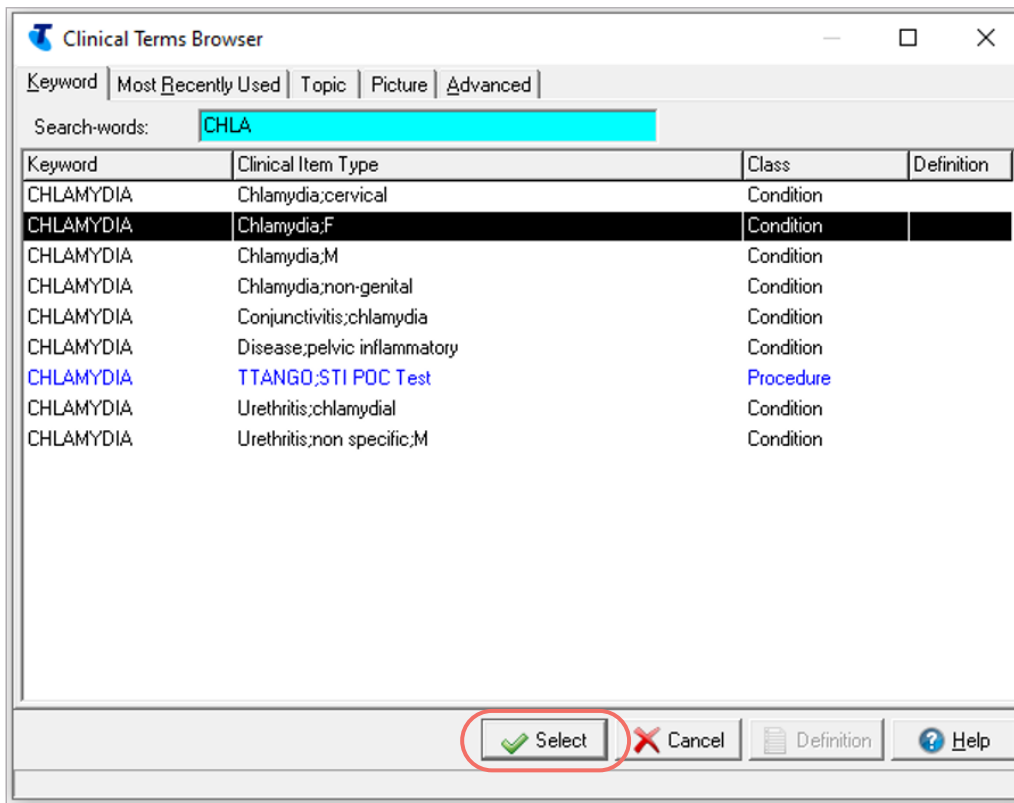 Clinical Terms Browser
Keyword Most Recently Used Topic Picture Advanced
Search-words: CHLA
Keyword Clinical Item Type Class Definition
CHLAMYDIA Chlamydia;cervical Condition
CHLAMYDIA Chlamydia;F Condition
CHLAMYDIA Chlamydia;M Condition
CHLAMYDIA Chlamydia;non-genital Condition
CHLAMYDIA Conjunctivitis;chlamydia Condition
CHLAMYDIA Disease;pelvic inflammatory Condition
CHLAMYDIA TTANGO;STI POC Test Procedure
CHLAMYDIA Urethritis;chlamydial Condition
CHLAMYDIA Urethritis;non specific;M Condition
Select Cancel Definition Help